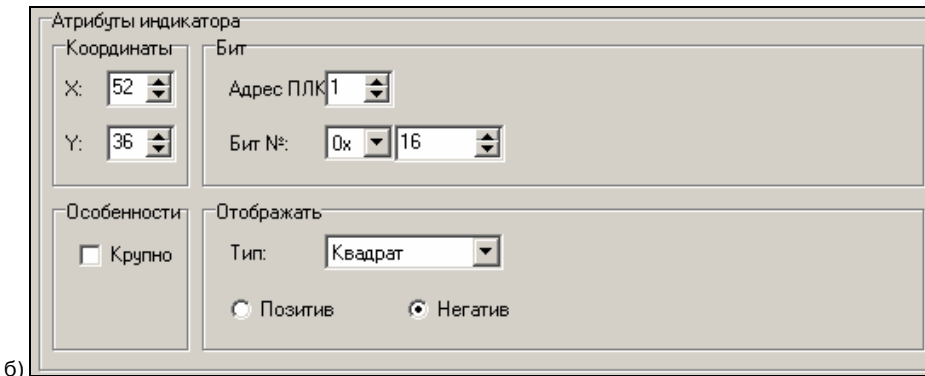 Атрибуты индикатора
Координаты
Бит
X: 52
Адрес ПЛК 1
Y: 36
Бит №: 0x 16
Особенности
Отображать
Крупно
Тип: Квадрат
Позитив
Негатив
б)